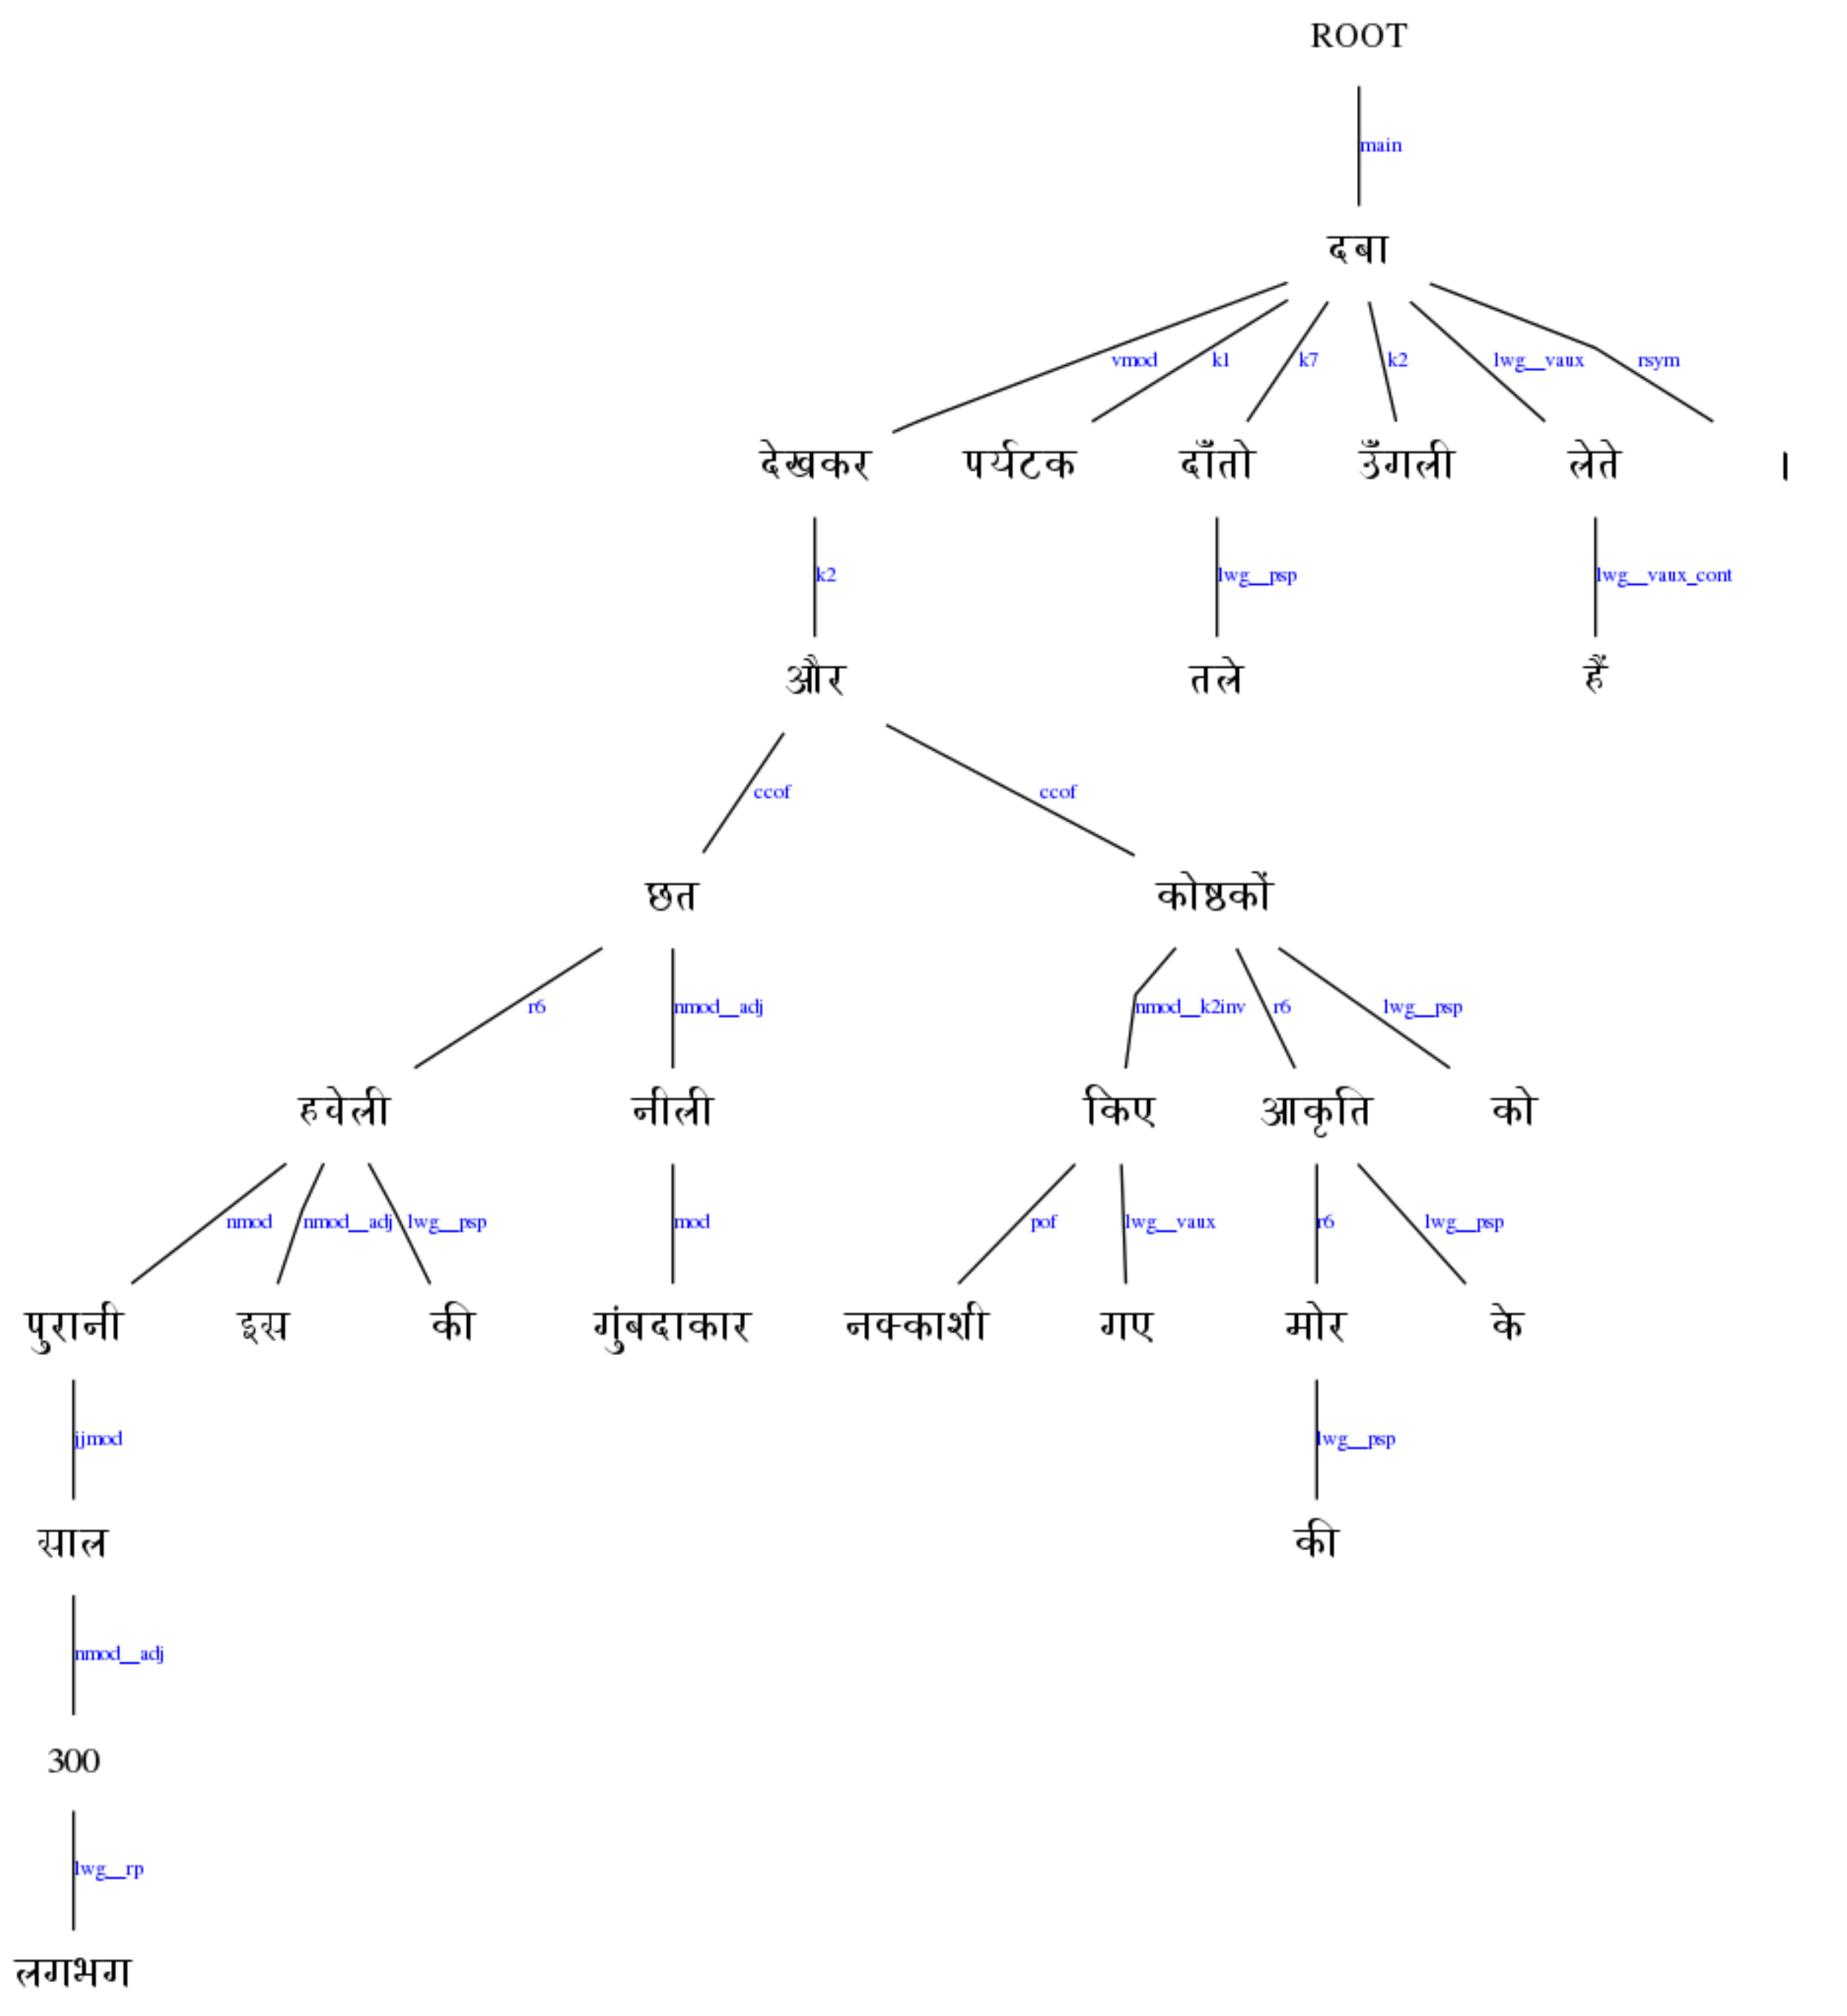 ROOT
main
दबा
vmod k1 k7 k2 lwg__vaux rsym
देखकर पर्यटक दाँतो उँगली लेते ।
k2 lwg__psp lwg__vaux_cont
और तले हैं
ccof ccof
छत कोष्ठकों
r6 nmod__adj nmod__k2inv r6 lwg__psp
हवेली नीली किए आकृति को
nmod nmod__adj lwg__psp mod pof lwg__vaux r6 lwg__psp
पुरानी इस की गुंबदाकार नक्काशी गए मोर के
jjmod lwg__psp
साल की
nmod__adj
300
lwg__rp
लगभग